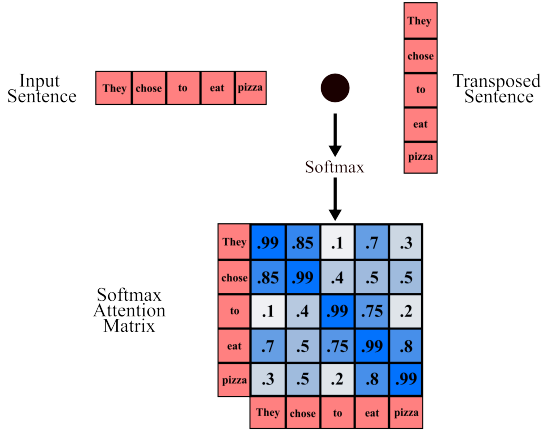 They
chose
to
eat
pizza
Input
Sentence
They chose to eat pizza
Transposed
Sentence
Softmax
Softmax
Attention
Matrix
They .99 .85 .1 .7 .3
chose .85 .99 .4 .5 .5
to .1 .4 .99 .75 .2
eat .7 .5 .75 .99 .8
pizza .3 .5 .2 .8 .99
They chose to eat pizza